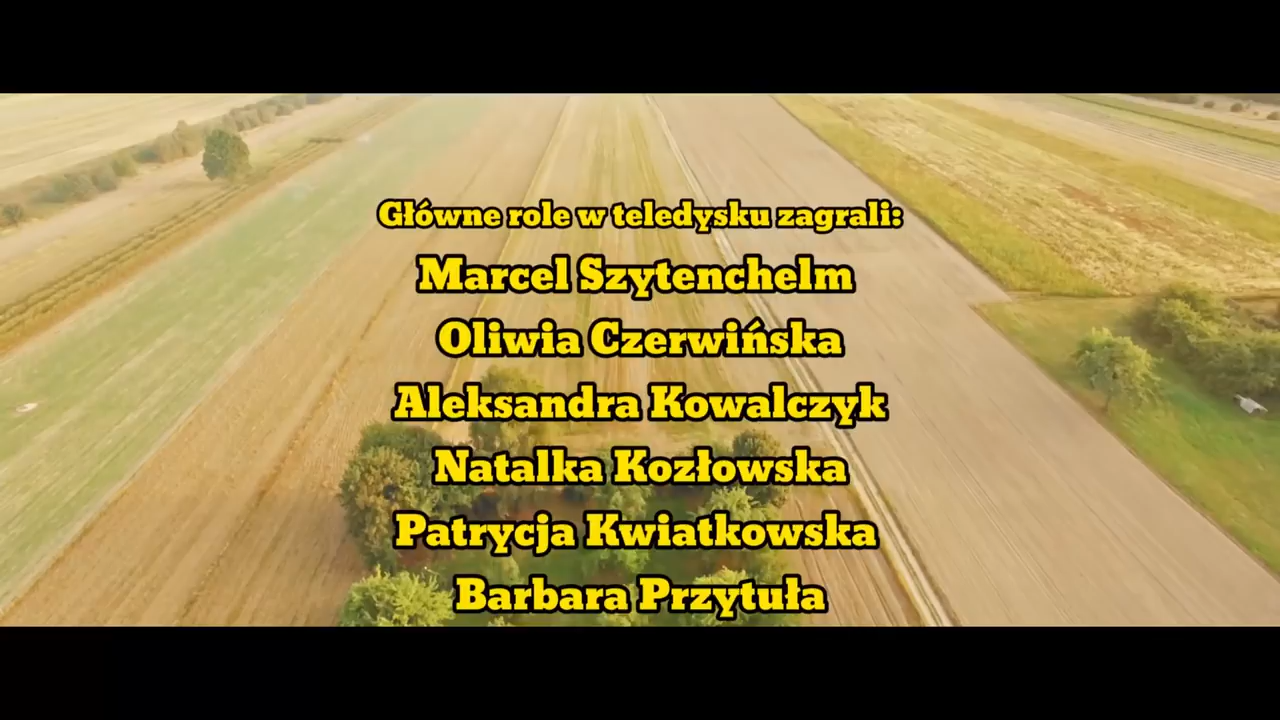 Główne role w teledysku zagrali:
Marcel Szytenchelm
Oliwia Czerwińska
Aleksandra Kowalczyk
Natalka Kozłowska
Patrycja Kwiatkowska
Barbara Przytuła